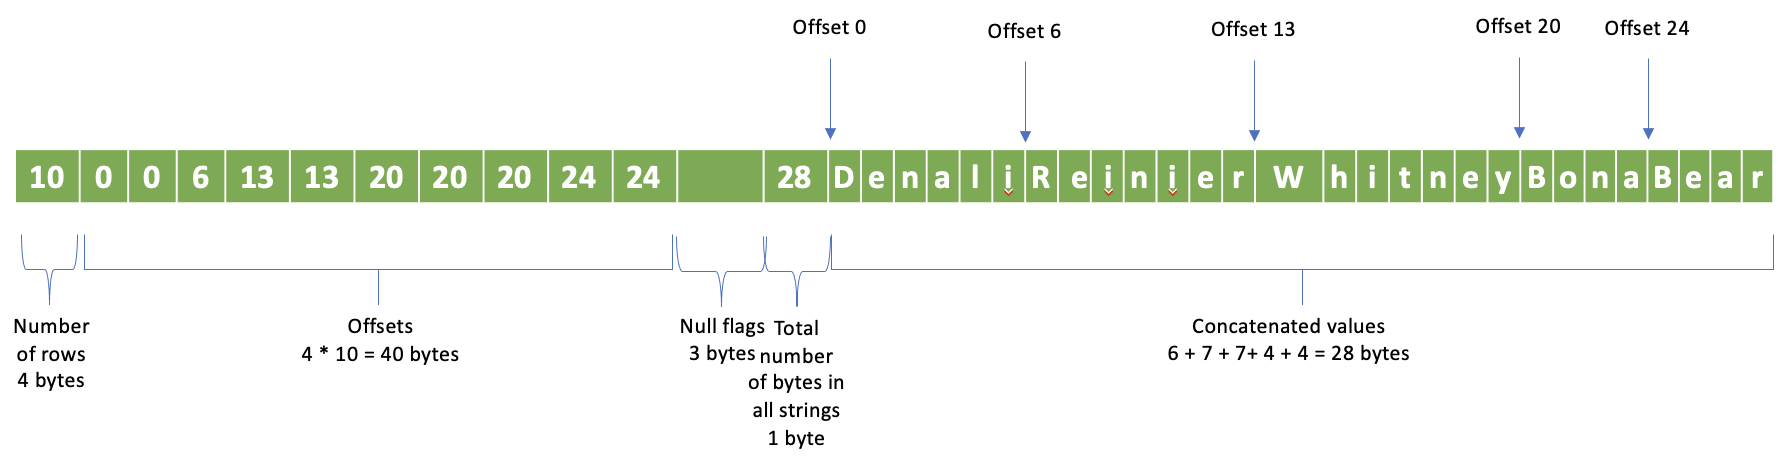 Offset 0
Offset 6
Offset 13
Offset 20
Offset 24
10 0 0 6 13 13 20 20 20 24 24 28 D e n a l i R e i n i e r W h i t n e y B o n a B e a r
Number
of rows
4 bytes
Offsets
4 * 10 = 40 bytes
Null flags
3 bytes
Total
number
of bytes in
all strings
1 byte
Concatenated values
6 + 7 + 7+ 4 + 4 = 28 bytes